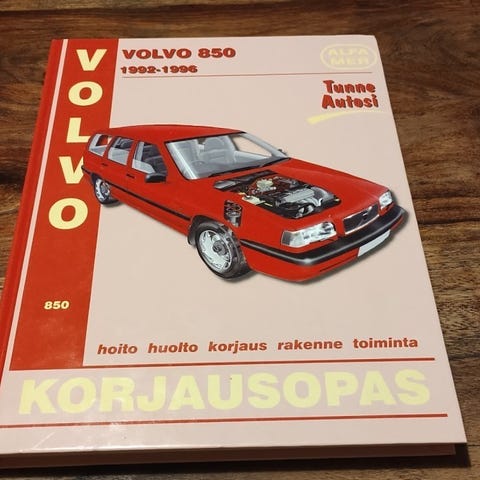 VOLVO
VOLVO 850
1992-1996
ALFA
MER
Tunne
Autosi
850
hoito huolto korjaus rakenne toiminta
KORJAUSOPAS